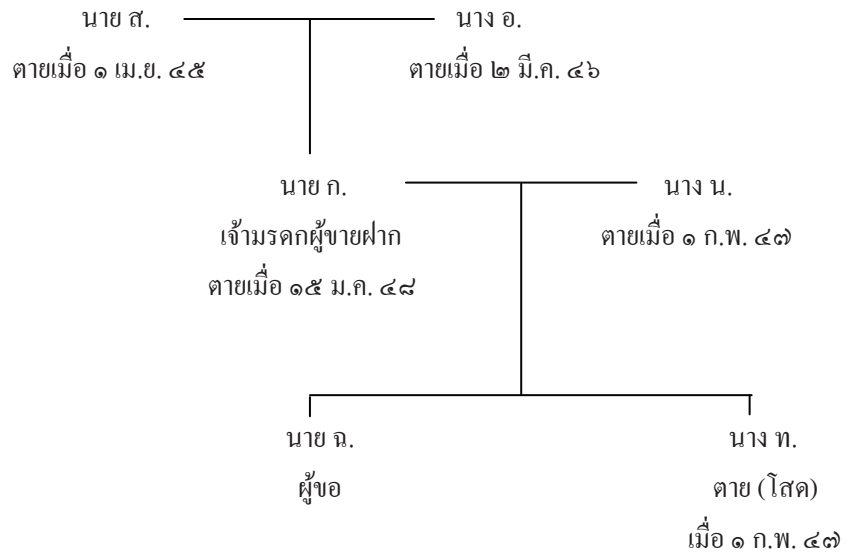 นาย ส. นาง อ.
ตายเมื่อ ๑ เม.ย. ๔๕ ตายเมื่อ ๒ มี.ค. ๔๖
นาย ก. นาง น.
เจ้ามรดกผู้ขายฝาก ตายเมื่อ ๑ ก.พ. ๔๗
ตายเมื่อ ๑๕ ม.ค. ๔๘
นาย ฉ. นาง ท.
ผู้ขอ ตาย (โสด)
เมื่อ ๑ ก.พ. ๔๗